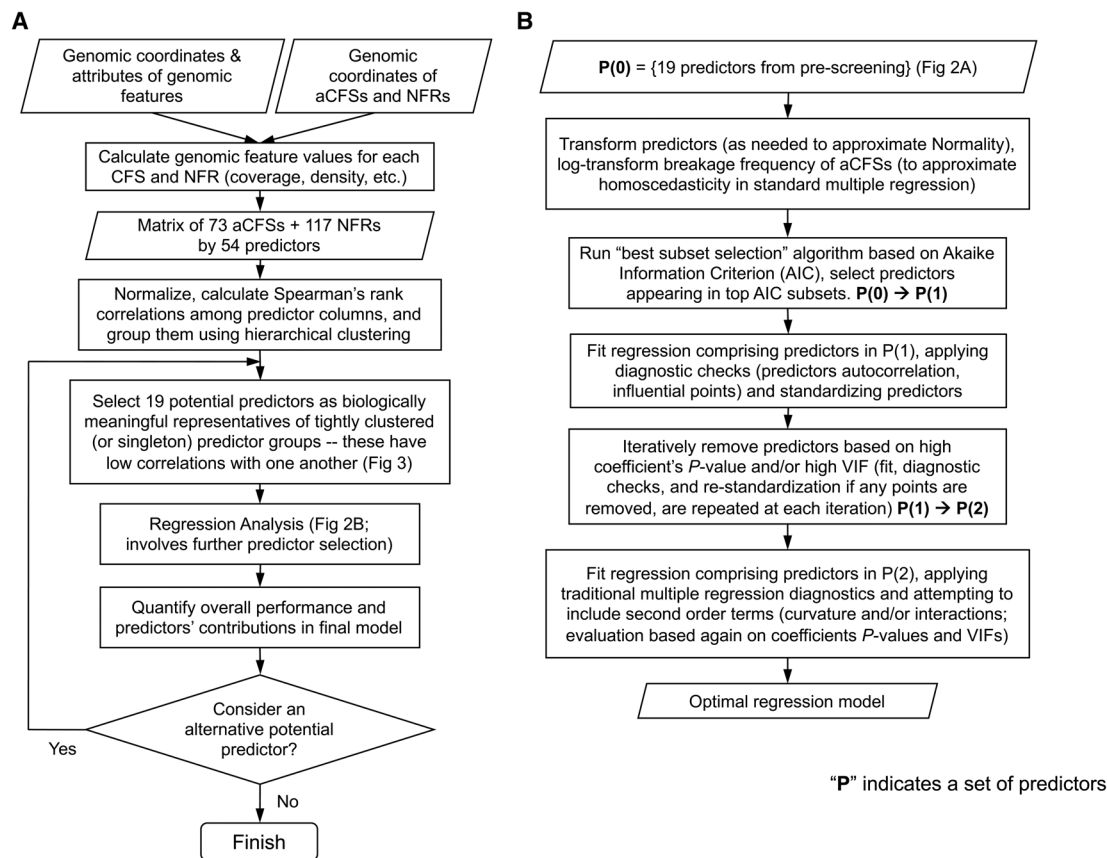 A
Genomic coordinates &
attributes of genomic
features
Genomic
coordinates of
aCFSs and NFRs
Calculate genomic feature values for each
CFS and NFR (coverage, density, etc.)
Matrix of 73 aCFSs + 117 NFRs
by 54 predictors
Normalize, calculate Spearman's rank
correlations among predictor columns, and
group them using hierarchical clustering
Select 19 potential predictors as biologically
meaningful representatives of tightly clustered
(or singleton) predictor groups -- these have
low correlations with one another (Fig 3)
Regression Analysis (Fig 2B;
involves further predictor selection)
Quantify overall performance and
predictors' contributions in final model
Consider an
alternative potential
predictor?
Yes
No
Finish
B
P(0) = {19 predictors from pre-screening} (Fig 2A)
Transform predictors (as needed to approximate Normality),
log-transform breakage frequency of aCFSs (to approximate
homoscedasticity in standard multiple regression)
Run “best subset selection” algorithm based on Akaike
Information Criterion (AIC), select predictors
appearing in top AIC subsets. P(0) → P(1)
Fit regression comprising predictors in P(1), applying
diagnostic checks (predictors autocorrelation,
influential points) and standardizing predictors
Iteratively remove predictors based on high
coefficient's P-value and/or high VIF (fit, diagnostic
checks, and re-standardization if any points are
removed, are repeated at each iteration) P(1) → P(2)
Fit regression comprising predictors in P(2), applying
traditional multiple regression diagnostics and attempting to
include second order terms (curvature and/or interactions;
evaluation based again on coefficients P-values and VIFs)
Optimal regression model
“P” indicates a set of predictors